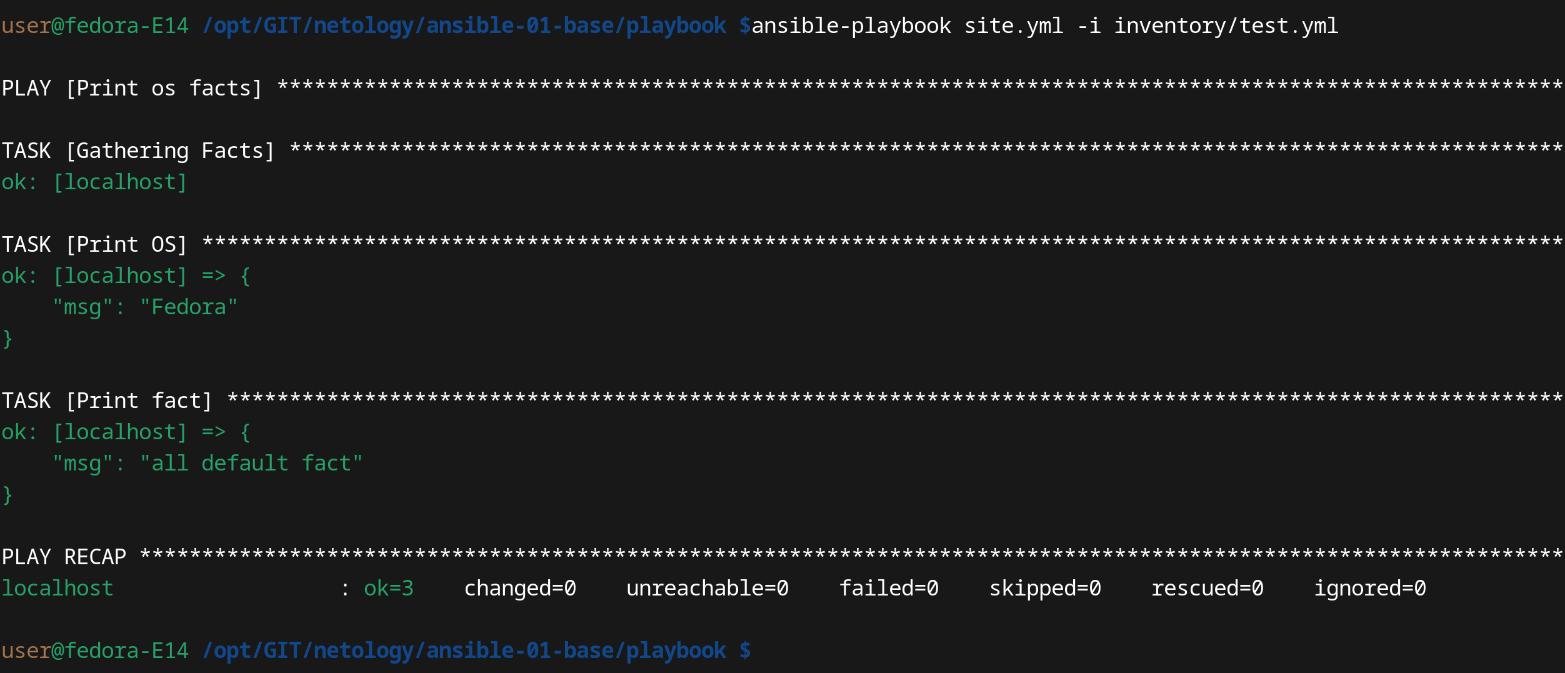 user@fedora-E14 /opt/GIT/netology/ansible-01-base/playbook $ansible-playbook site.yml -i inventory/test.yml
PLAY [Print os facts] *******************************************************************************************************
TASK [Gathering Facts] ******************************************************************************************************
ok: [localhost]
TASK [Print OS] *************************************************************************************************************
ok: [localhost] => {
    "msg": "Fedora"
}
TASK [Print fact] ***********************************************************************************************************
ok: [localhost] => {
    "msg": "all default fact"
}
PLAY RECAP ******************************************************************************************************************
localhost                  : ok=3    changed=0    unreachable=0    failed=0    skipped=0    rescued=0    ignored=0
user@fedora-E14 /opt/GIT/netology/ansible-01-base/playbook $